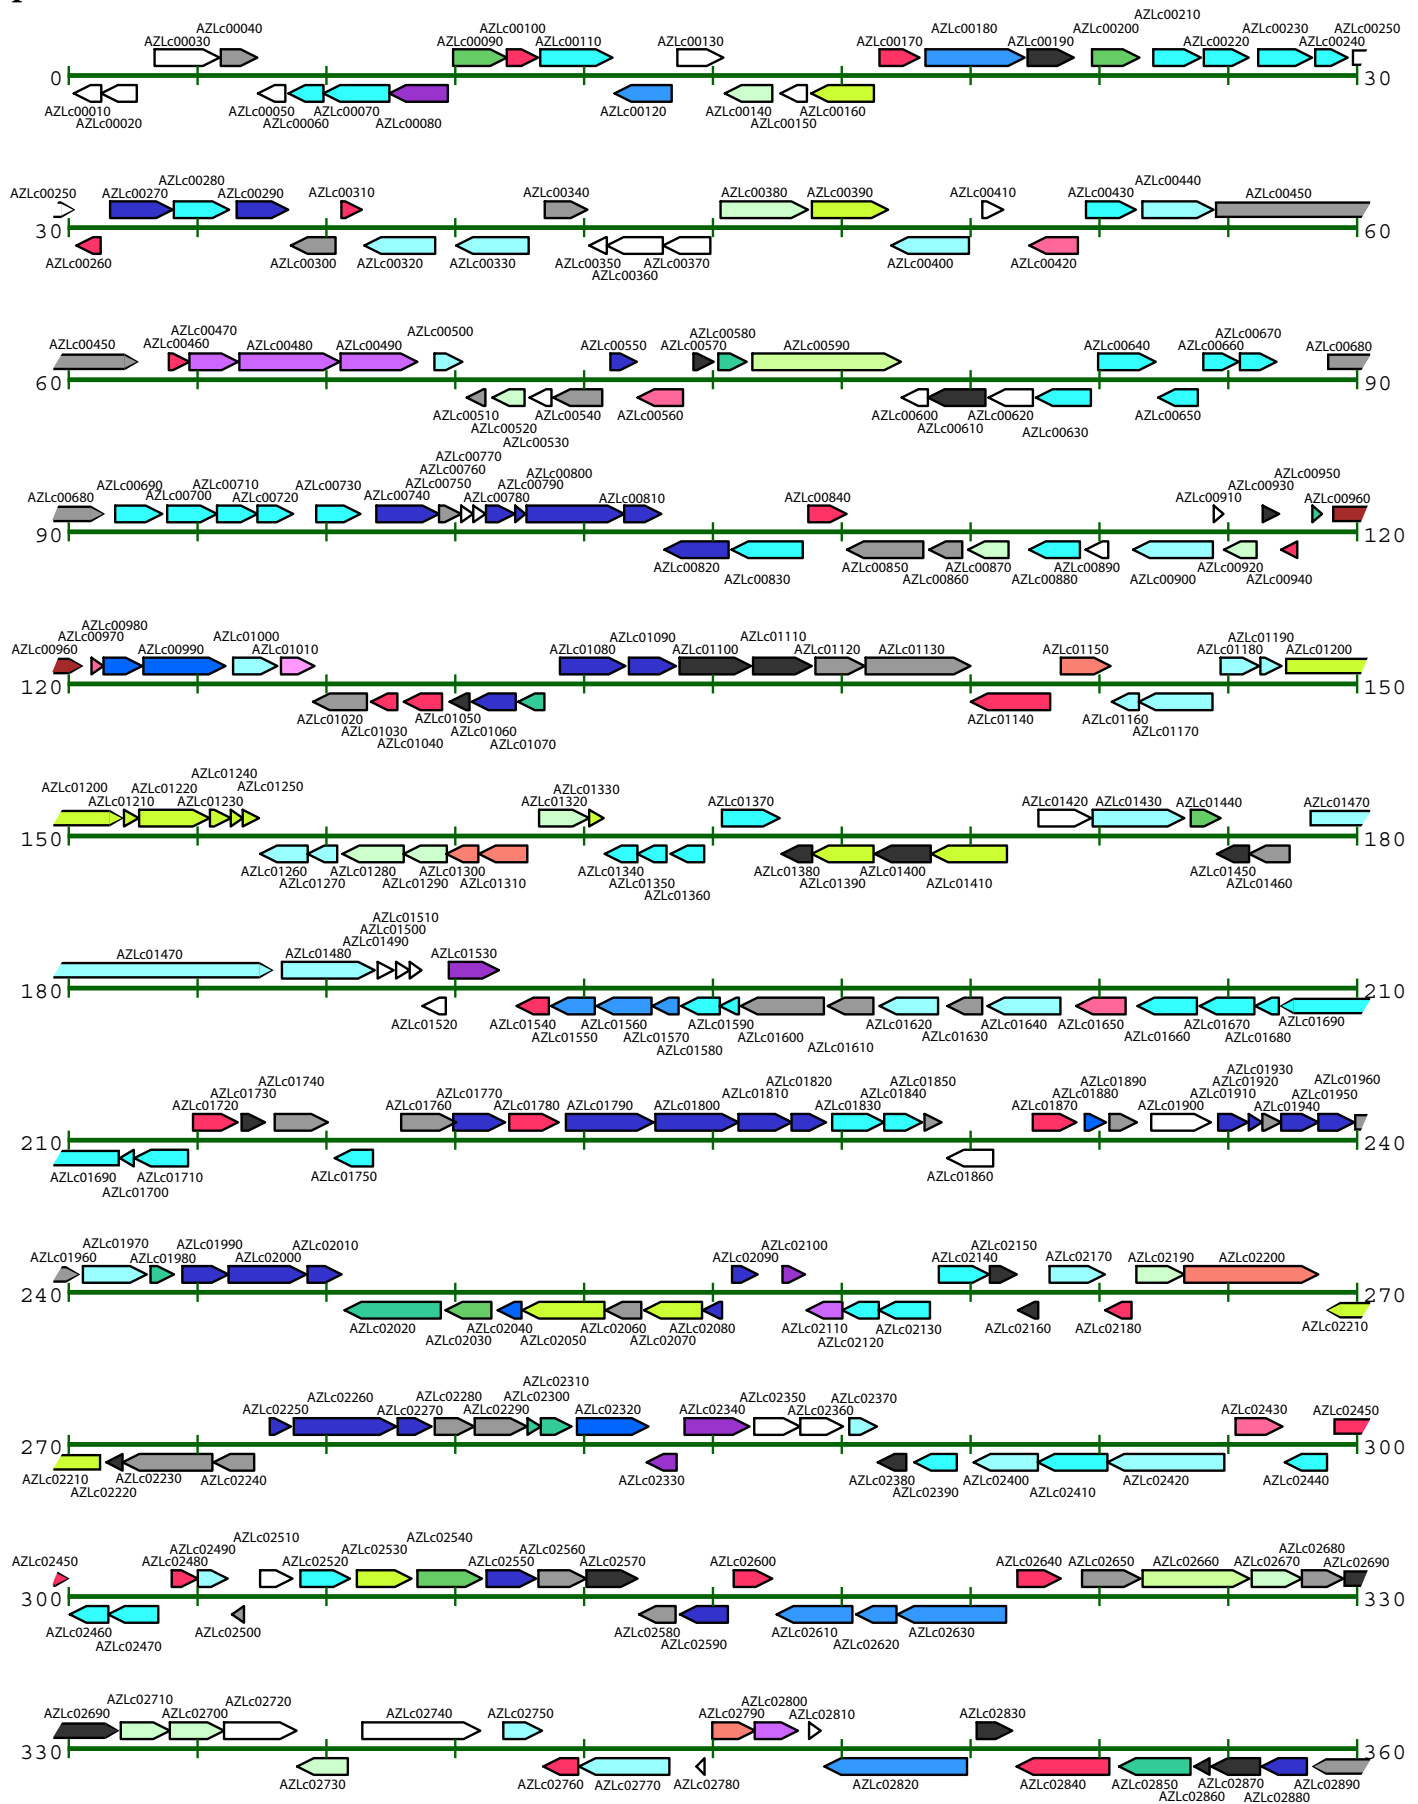 AZLc00040 AZLc00100 AZLc00210 AZLc00230 AZLc00250
AZLc00030 AZLc00090 AZLc00110 AZLc00130 AZLc00170 AZLc00180 AZLc00190 AZLc00200 AZLc00220 AZLc00240
0 30
AZLc00010 AZLc00050 AZLc00070 AZLc00080 AZLc00120 AZLc00140 AZLc00160
AZLc00020 AZLc00060 AZLc00150
AZLc00280 AZLc00440
AZLc00250 AZLc00270 AZLc00290 AZLc00310 AZLc00340 AZLc00380 AZLc00390 AZLc00410 AZLc00430 AZLc00450
30 60
AZLc00260 AZLc00300 AZLc00320 AZLc00330 AZLc00350 AZLc00370 AZLc00400 AZLc00420
AZLc00360
AZLc00470 AZLc00500 AZLc00580 AZLc00670
AZLc00450 AZLc00460 AZLc00480 AZLc00490 AZLc00550 AZLc00570 AZLc00590 AZLc00640 AZLc00660 AZLc00680
60 90
AZLc00510 AZLc00540 AZLc00560 AZLc00600 AZLc00620 AZLc00650
AZLc00520 AZLc00610 AZLc00630
AZLc00530
AZLc00770
AZLc00760 AZLc00800 AZLc00950
AZLc00690 AZLc00710 AZLc00730 AZLc00750 AZLc00790 AZLc00930
AZLc00680 AZLc00700 AZLc00720 AZLc00740 AZLc00780 AZLc00810 AZLc00840 AZLc00910 AZLc00960
90 120
AZLc00820 AZLc00850 AZLc00870 AZLc00890 AZLc00920
AZLc00830 AZLc00860 AZLc00880 AZLc00900 AZLc00940
AZLc00980
AZLc00970 AZLc01000 AZLc01090 AZLc01110 AZLc01190
AZLc00960 AZLc00990 AZLc01010 AZLc01080 AZLc01100 AZLc01120 AZLc01130 AZLc01150 AZLc01180 AZLc01200
120 150
AZLc01020 AZLc01050 AZLc01140 AZLc01160
AZLc01030 AZLc01060 AZLc01170
AZLc01040 AZLc01070
AZLc01240
AZLc01200 AZLc01220 AZLc01250 AZLc01330
AZLc01210 AZLc01230 AZLc01320 AZLc01370 AZLc01420 AZLc01430 AZLc01440 AZLc01470
150 180
AZLc01260 AZLc01280 AZLc01300 AZLc01340 AZLc01380 AZLc01400 AZLc01450
AZLc01270 AZLc01290 AZLc01310 AZLc01350 AZLc01390 AZLc01410 AZLc01460
AZLc01360
AZLc01510
AZLc01500
AZLc01490
AZLc01470 AZLc01480 AZLc01530
180 210
AZLc01520 AZLc01540 AZLc01560 AZLc01590 AZLc01620 AZLc01640 AZLc01650 AZLc01670 AZLc01690
AZLc01550 AZLc01570 AZLc01600 AZLc01630 AZLc01660 AZLc01680
AZLc01580 AZLc01610
AZLc01930
AZLc01740 AZLc01820 AZLc01850 AZLc01890 AZLc01920 AZLc01960
AZLc01730 AZLc01770 AZLc01810 AZLc01840 AZLc01880 AZLc01910 AZLc01950
AZLc01720 AZLc01760 AZLc01780 AZLc01790 AZLc01800 AZLc01830 AZLc01870 AZLc01900 AZLc01940
210 240
AZLc01690 AZLc01710 AZLc01750 AZLc01860
AZLc01700
AZLc01970 AZLc01990 AZLc02010 AZLc02100 AZLc02150
AZLc01960 AZLc01980 AZLc02000 AZLc02090 AZLc02140 AZLc02170 AZLc02190 AZLc02200
240 270
AZLc02020 AZLc02040 AZLc02060 AZLc02080 AZLc02110 AZLc02130 AZLc02160 AZLc02180 AZLc02210
AZLc02030 AZLc02050 AZLc02070 AZLc02120
AZLc02310
AZLc02260 AZLc02280 AZLc02300 AZLc02350 AZLc02370
AZLc02250 AZLc02270 AZLc02290 AZLc02320 AZLc02340 AZLc02360 AZLc02430 AZLc02450
270 300
AZLc02210 AZLc02230 AZLc02240 AZLc02330 AZLc02380 AZLc02400 AZLc02420 AZLc02440
AZLc02220 AZLc02390 AZLc02410
AZLc02510 AZLc02540
AZLc02490 AZLc02530 AZLc02560 AZLc02680
AZLc02450 AZLc02480 AZLc02520 AZLc02550 AZLc02570 AZLc02600 AZLc02640 AZLc02650 AZLc02660 AZLc02670 AZLc02690
300 330
AZLc02460 AZLc02500 AZLc02580 AZLc02610 AZLc02630
AZLc02470 AZLc02590 AZLc02620
AZLc02710 AZLc02720 AZLc02800
AZLc02690 AZLc02700 AZLc02740 AZLc02750 AZLc02790 AZLc02810 AZLc02830
330 360
AZLc02730 AZLc02760 AZLc02770 AZLc02780 AZLc02820 AZLc02840 AZLc02850 AZLc02870 AZLc02890
AZLc02860 AZLc02880